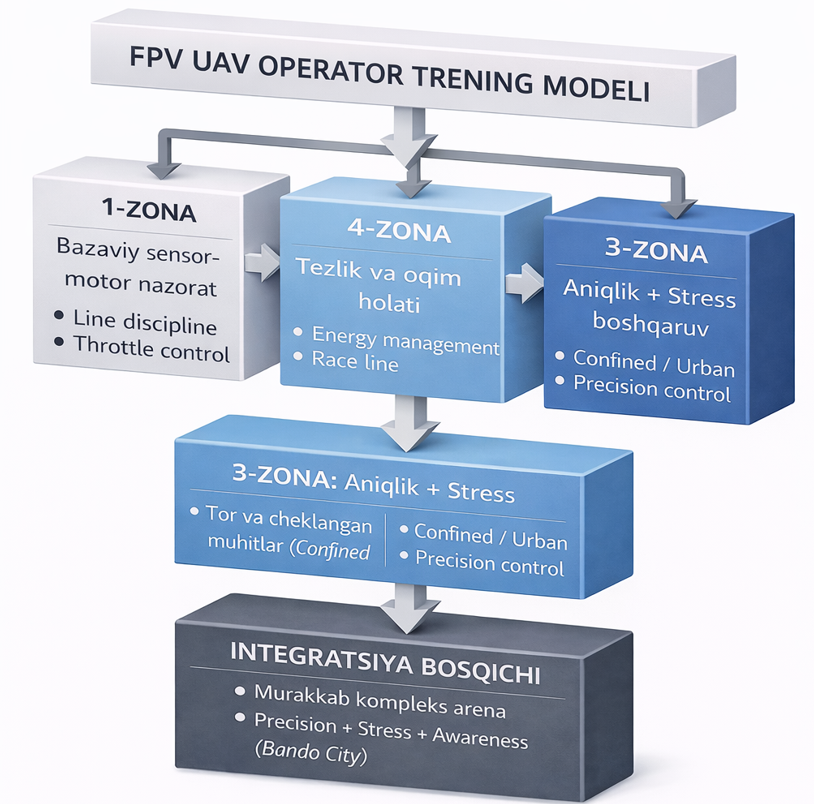 FPV UAV OPERATOR TRENING MODELI
1-ZONA
Bazaviy sensor-
motor nazorat
• Line discipline
• Throttle control
4-ZONA
Tezlik va oqim
holati
• Energy management
• Race line
3-ZONA
Aniqlik + Stress
boshqaruv
• Confined / Urban
• Precision control
3-ZONA: Aniqlik + Stress
• Tor va cheklangan
muhitlar (Confined
• Confined / Urban
• Precision control
INTEGRATSIYA BOSQICHI
• Murakkab kompleks arena
• Precision + Stress + Awareness
(Bando City)